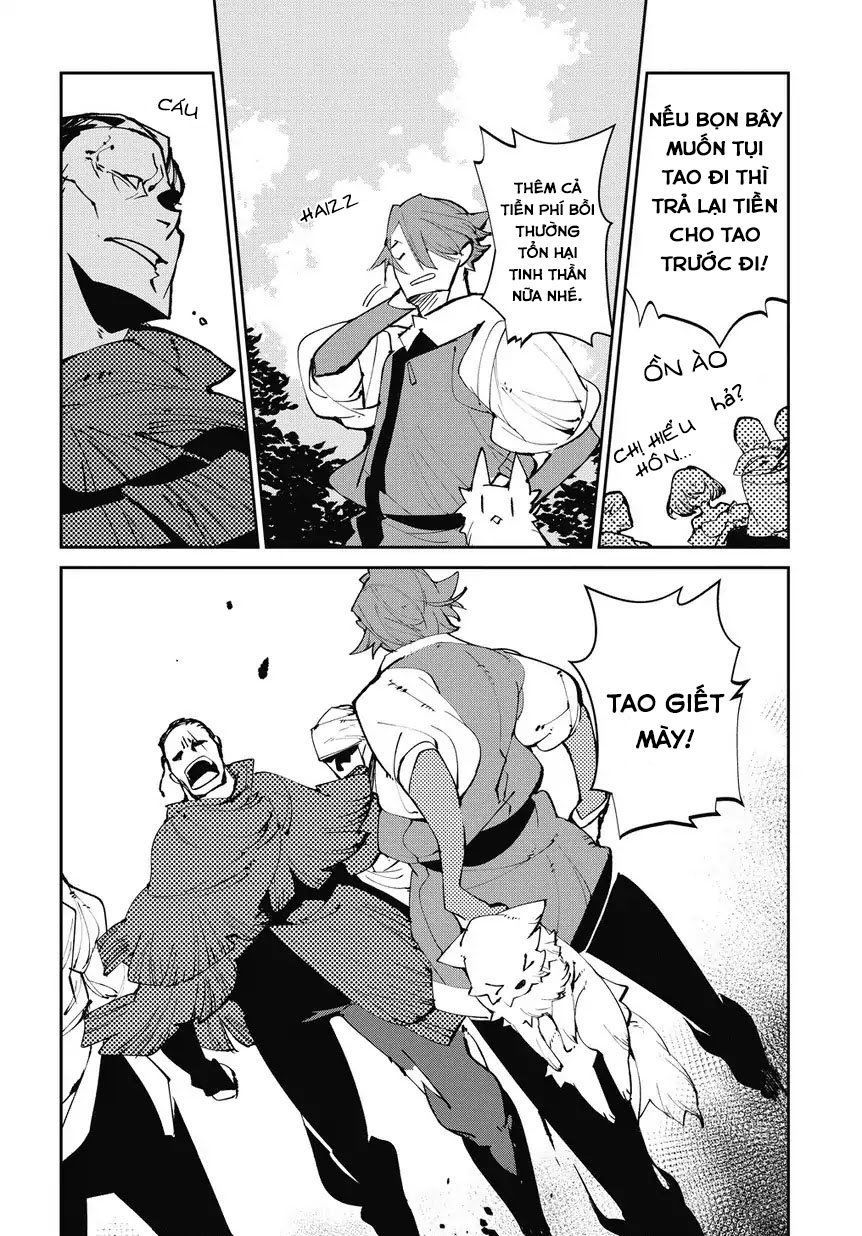 NẾU BỌN BÂY
MUỐN TỤI
TAO ĐI THÌ
TRẢ LẠI TIỀN
CHO TAO
TRƯỚC ĐI!
ỒN ÀO
hả?
CHỊ HIỂU
HÔN...
THÊM CẢ
TIỀN PHÍ BỒI
THƯỜNG
TỔN HẠI
TINH THẦN
NỮA NHÉ.
HAIZZ
CÁU
TAO GIẾT
MÀY!